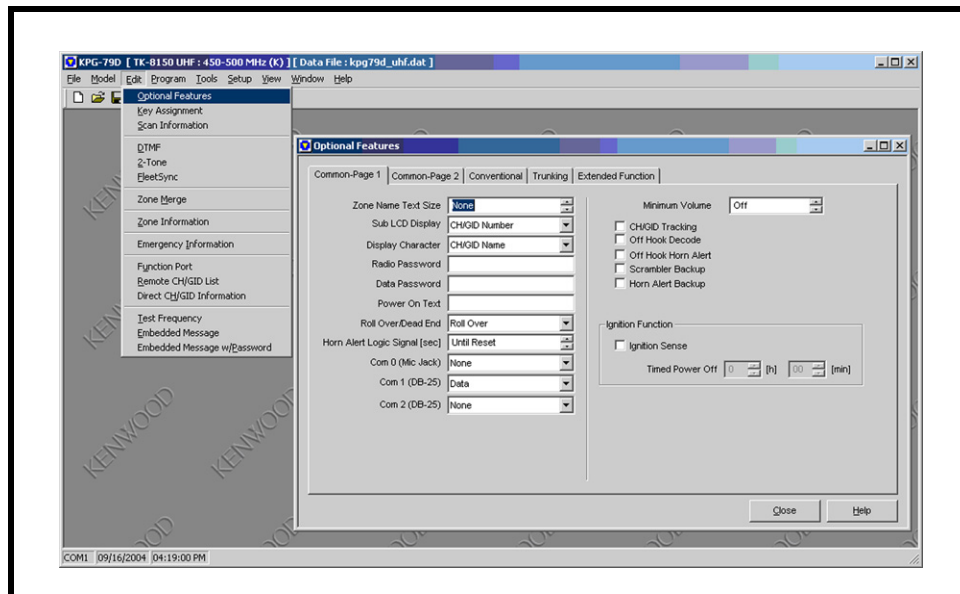 KPG-79D [ TK-8150 UHF : 450-500 MHz (K) ] [ Data File : kpg79d_uhf.dat ]
File Model Edit Program Tools Setup View Window Help
Optional Features
Key Assignment
Scan Information
DTMF
2-Tone
FleetSync
Zone Merge
Zone Information
Emergency Information
Function Port
Remote CH/GID List
Direct CH/GID Information
Test Frequency
Embedded Message
Embedded Message w/Password
Optional Features
Common-Page 1 Common-Page 2 Conventional Trunking Extended Function
Zone Name Text Size None
Sub LCD Display CH/GID Number
Display Character CH/GID Name
Radio Password
Data Password
Power On Text
Roll Over/Dead End Roll Over
Horn Alert Logic Signal [sec] Until Reset
Com 0 (Mic Jack) None
Com 1 (DB-25) Data
Com 2 (DB-25) None
Minimum Volume Off
CH/GID Tracking
Off Hook Decode
Off Hook Horn Alert
Scrambler Backup
Horn Alert Backup
Ignition Function
Ignition Sense
Timed Power Off 0 [h] 00 [min]
Close Help
KENWOOD
KENWOOD
COM1 09/16/2004 04:19:00 PM